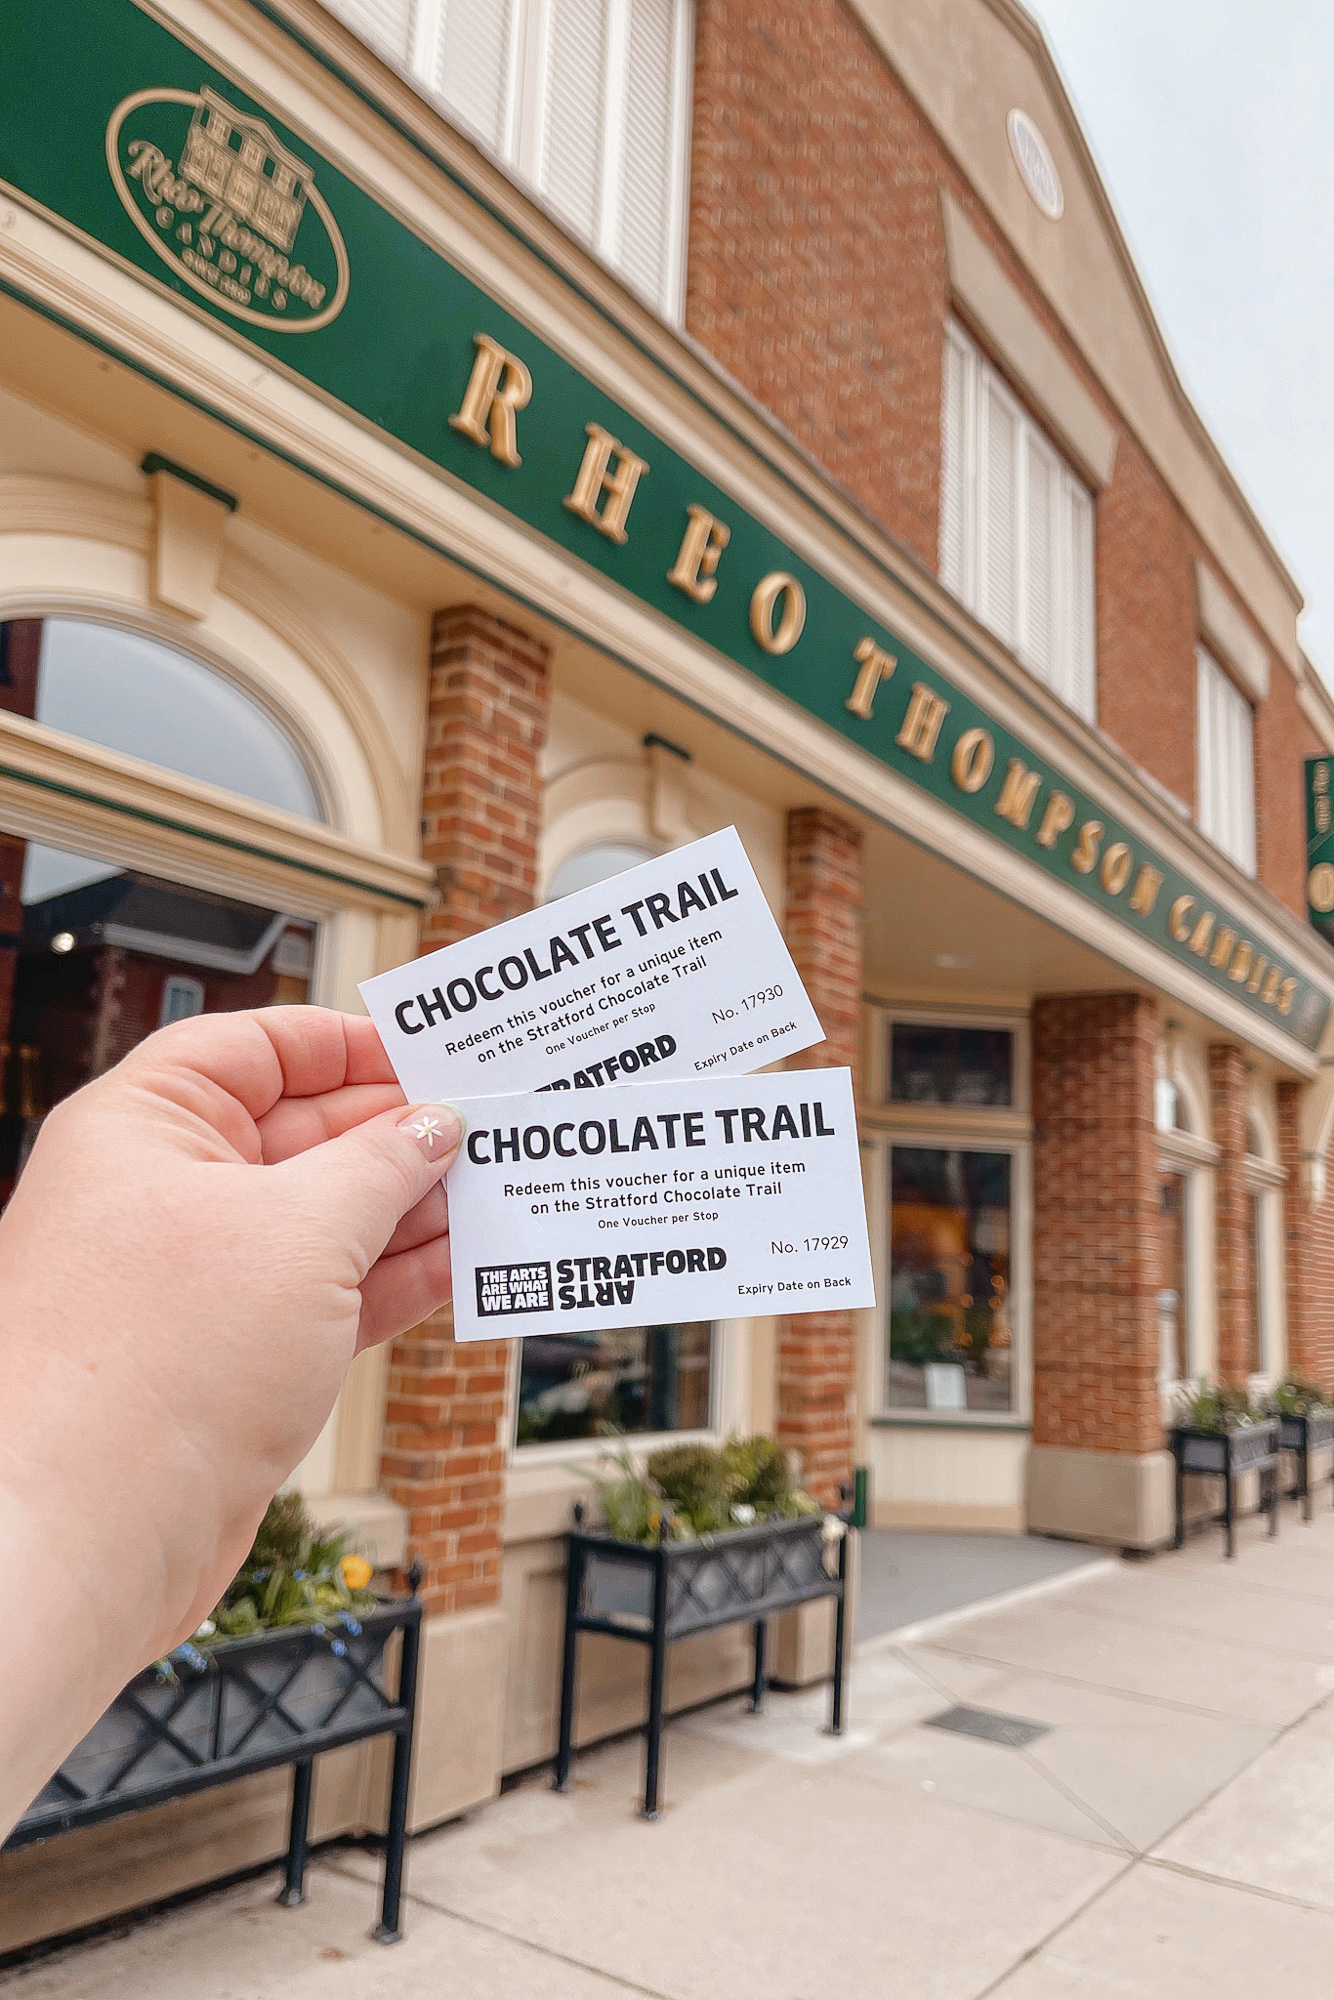 Rheo Thompson
CANDIES
RHEO THOMPSON CANDIES
CHOCOLATE TRAIL
Redeem this voucher for a unique item
on the Stratford Chocolate Trail
One Voucher per Stop
No. 17930
STRATFORD
Expiry Date on Back
CHOCOLATE TRAIL
Redeem this voucher for a unique item
on the Stratford Chocolate Trail
One Voucher per Stop
No. 17929
THE ARTS
ARE WHAT
WE ARE
STRATFORD
ARTS
Expiry Date on Back